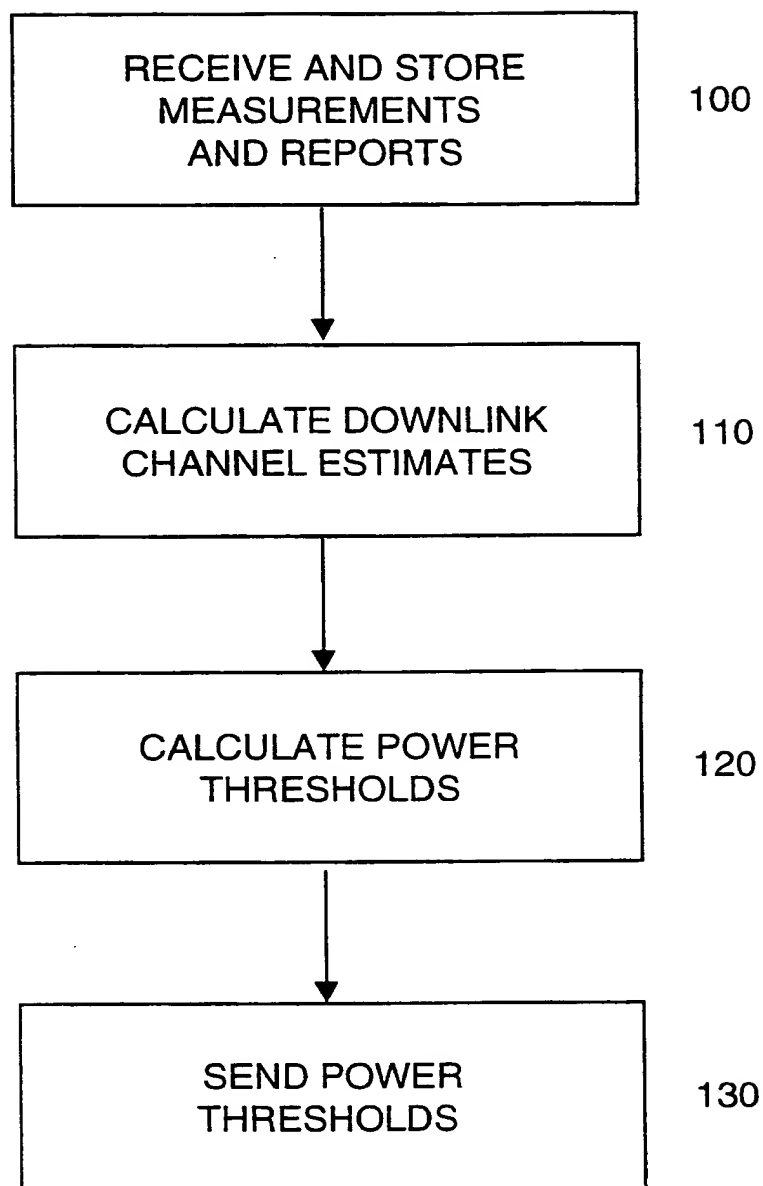 RECEIVE AND STORE
MEASUREMENTS
AND REPORTS
100
CALCULATE DOWNLINK
CHANNEL ESTIMATES
110
CALCULATE POWER
THRESHOLDS
120
SEND POWER
THRESHOLDS
130